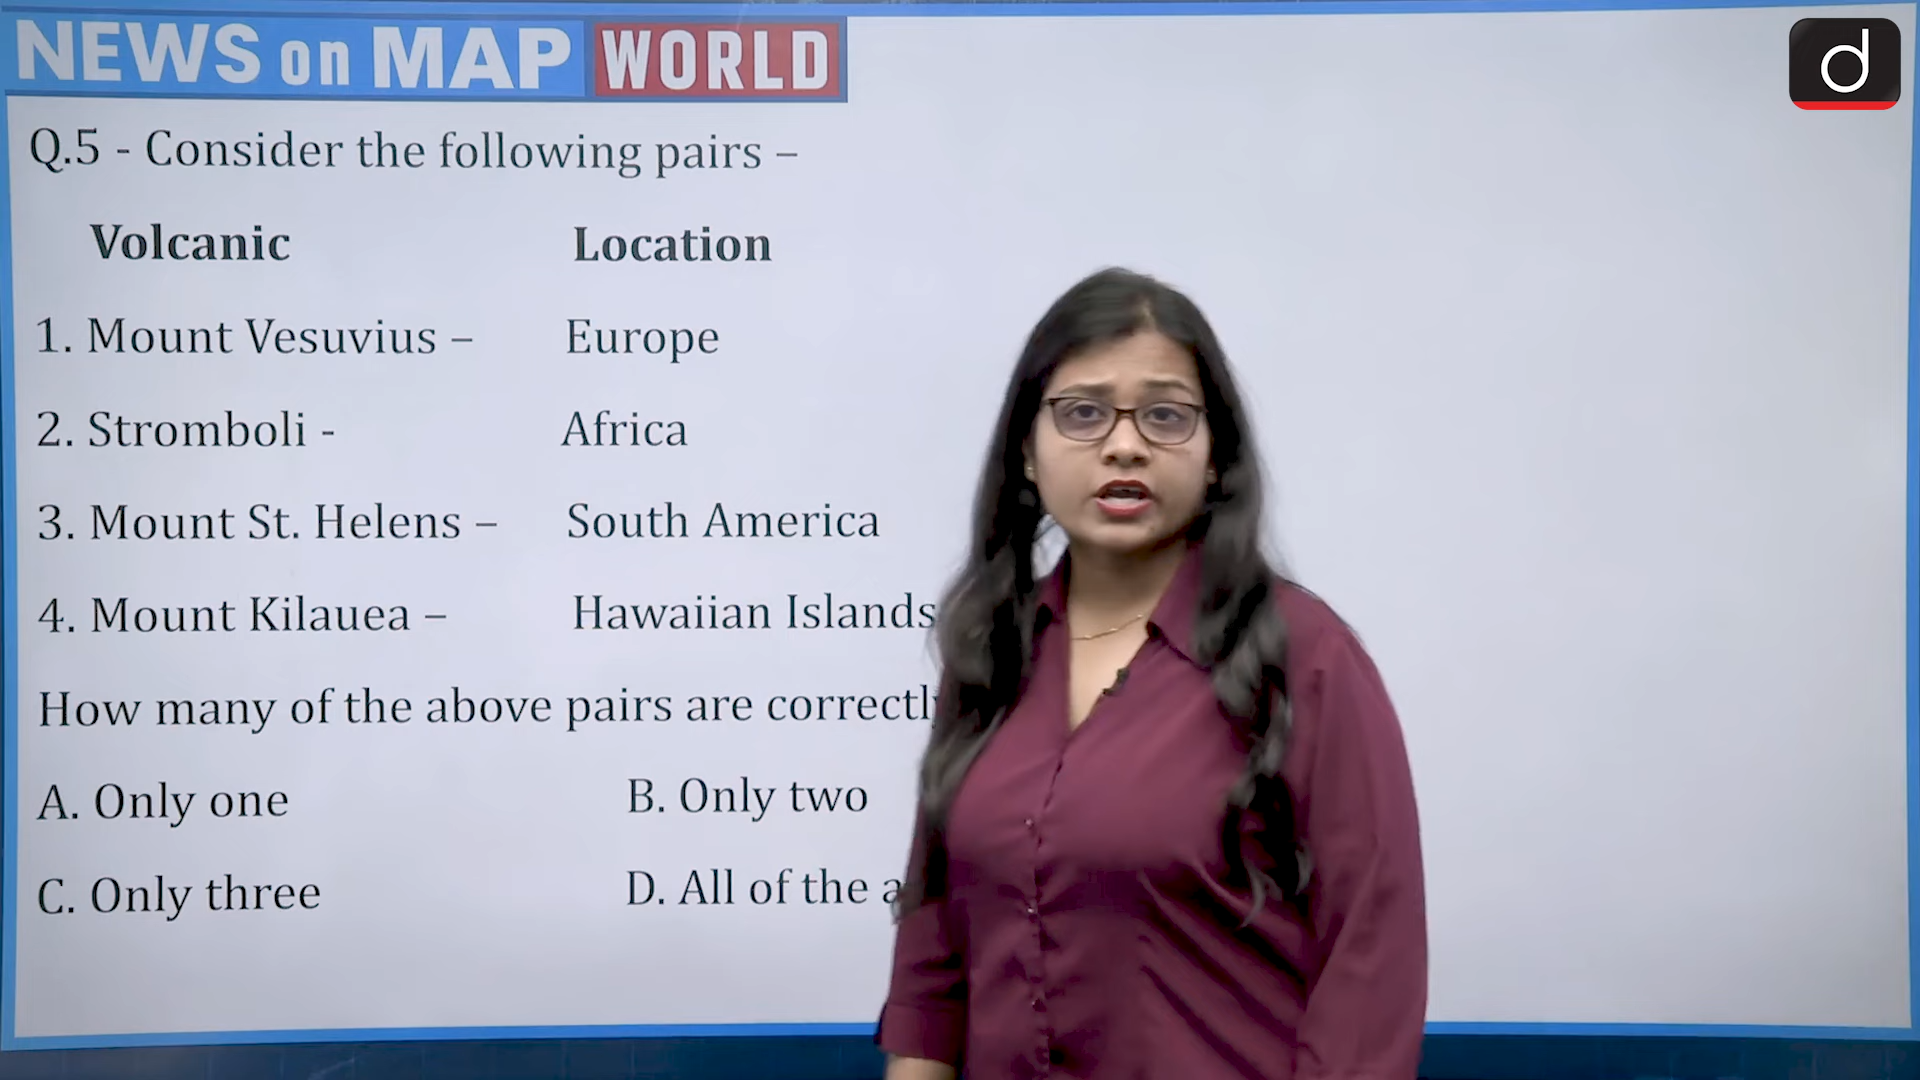 NEWS on MAP WORLD
d
Q.5 - Consider the following pairs –
Volcanic Location
1. Mount Vesuvius – Europe
2. Stromboli - Africa
3. Mount St. Helens – South America
4. Mount Kilauea – Hawaiian Islands
How many of the above pairs are
A. Only one B. Only two
C. Only three D. All of the